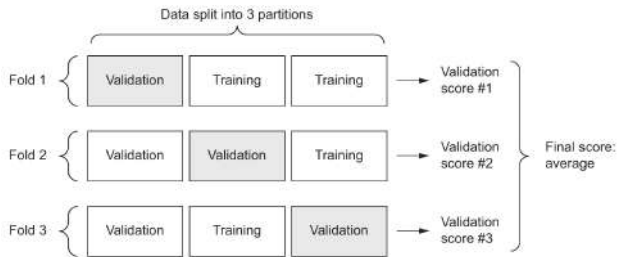 Data split into 3 partitions
Fold 1
Validation
Training
Training
Validation
score #1
Fold 2
Validation
Validation
Training
Validation
score #2
Final score:
average
Fold 3
Validation
Training
Validation
Validation
score #3